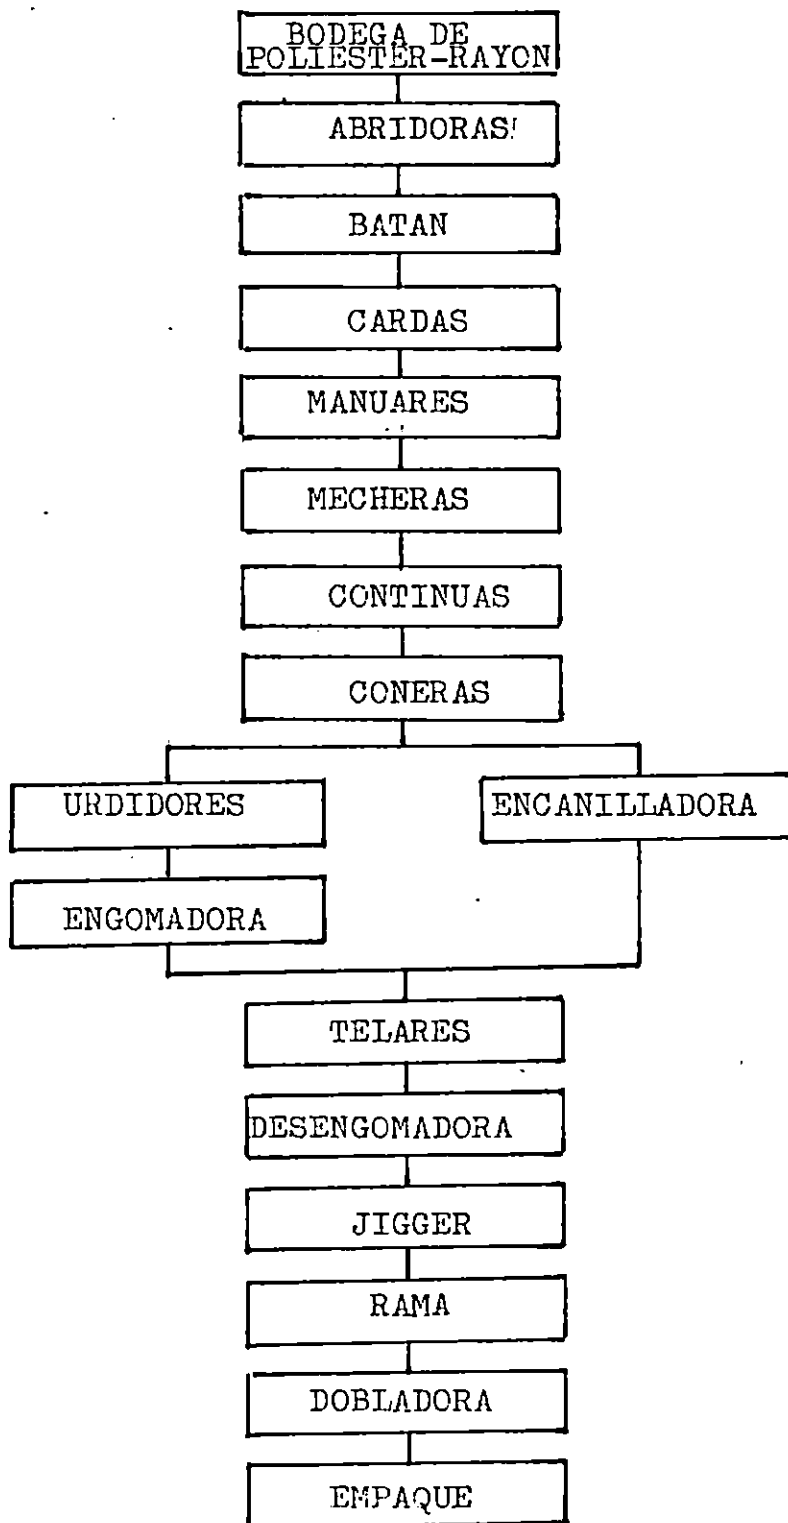 BODEGA DE
POLIESTER-RAYON
ABRIDORAS
BATAN
CARDAS
MANUARES
MECHERAS
CONTINUAS
CONERAS
URDIDORES
ENCANILLADORA
ENGOMADORA
TELARES
DESENGOMADORA
JIGGER
RAMA
DOBLADORA
EMPAQUE